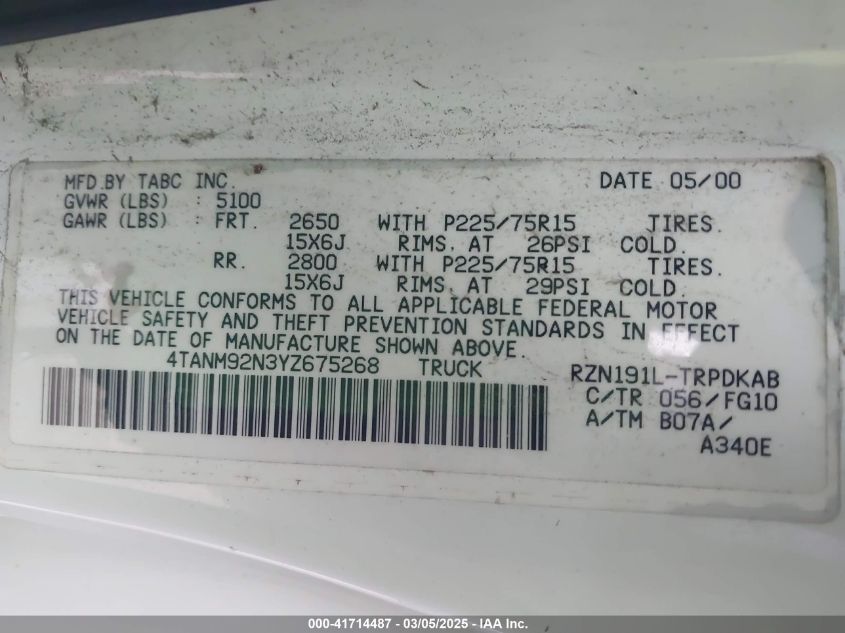 MFD.BY TABC INC. DATE 05/00
GVWR (LBS) : 5100
GAWR (LBS) : FRT. 2650 WITH P225/75R15 TIRES.
15X6J RIMS. AT 26PSI COLD.
RR. 2800 WITH P225/75R15 TIRES.
15X6J RIMS. AT 29PSI COLD.
THIS VEHICLE CONFORMS TO ALL APPLICABLE FEDERAL MOTOR
VEHICLE SAFETY AND THEFT PREVENTION STANDARDS IN EFFECT
ON THE DATE OF MANUFACTURE SHOWN ABOVE.
4TANM92N3YZ675268 TRUCK RZN191L-TRPDKAB
C/TR 056/FG10
A/TM B07A/
A340E
000-41714487 - 03/05/2025 - IAA Inc.